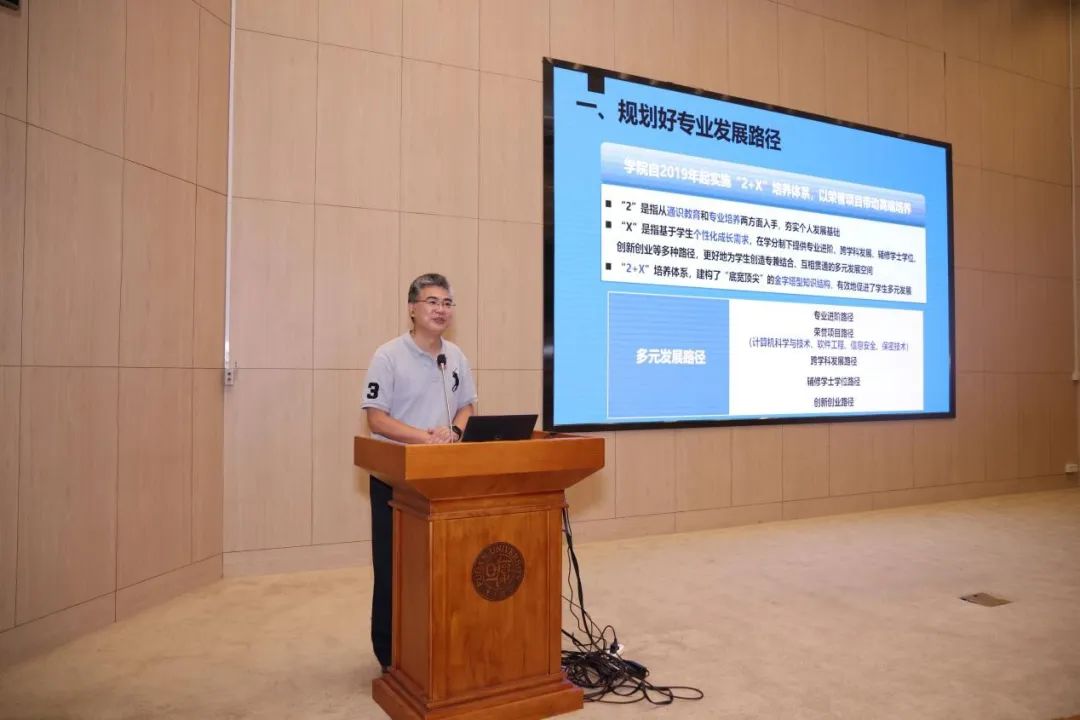 一、规划好专业发展路径
学院自2019年起实施“2+X”培养体系，以荣誉项目带动高端培养
■ “2”是指从通识教育和专业培养两方面入手，夯实个人发展基础
■ “X”是指基于学生个性化成长需求，在学分制下提供专业进阶、跨学科发展、辅修学士学位、
创新创业等多种路径，更好地为学生创造专兼结合、互相贯通的多元发展空间
■ “2+X”培养体系，建构了“底宽顶尖”的金字塔型知识结构，有效地促进了学生多元发展
多元发展路径
专业进阶路径
荣誉项目路径
（计算机科学与技术、软件工程、信息安全、保密技术）
跨学科发展路径
辅修学士学位路径
创新创业路径
3
FUDAN UNIVERSITY